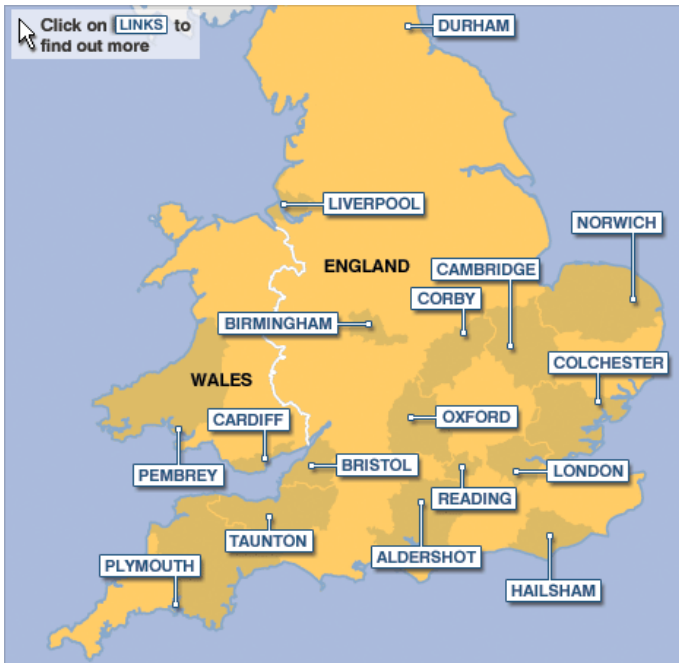 Click on LINKS to
find out more
DURHAM
LIVERPOOL
NORWICH
ENGLAND
CAMBRIDGE
CORBY
BIRMINGHAM
COLCHESTER
WALES
CARDIFF
OXFORD
PEMBREY
BRISTOL
LONDON
READING
TAUNTON
ALDERSHOT
PLYMOUTH
HAILSHAM